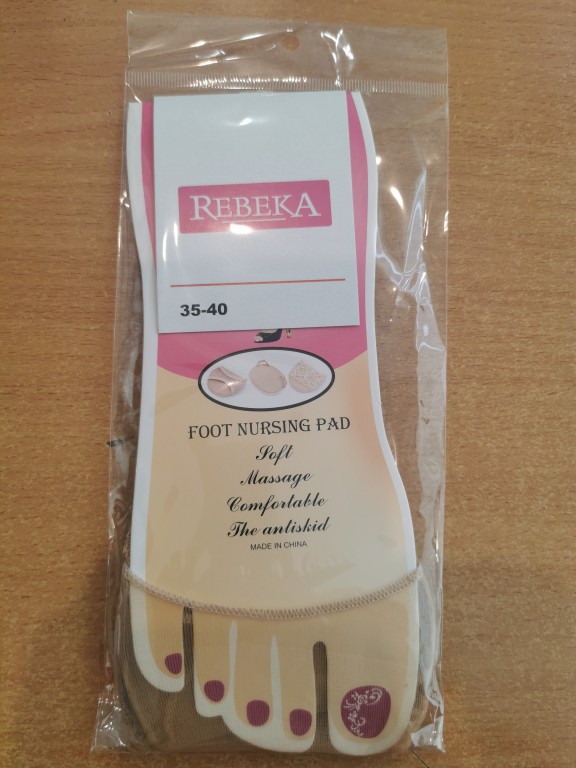 REBEKA
35-40
FOOT NURSING PAD
Soft
Massage
Comfortable
The antiskid
MADE IN CHINA